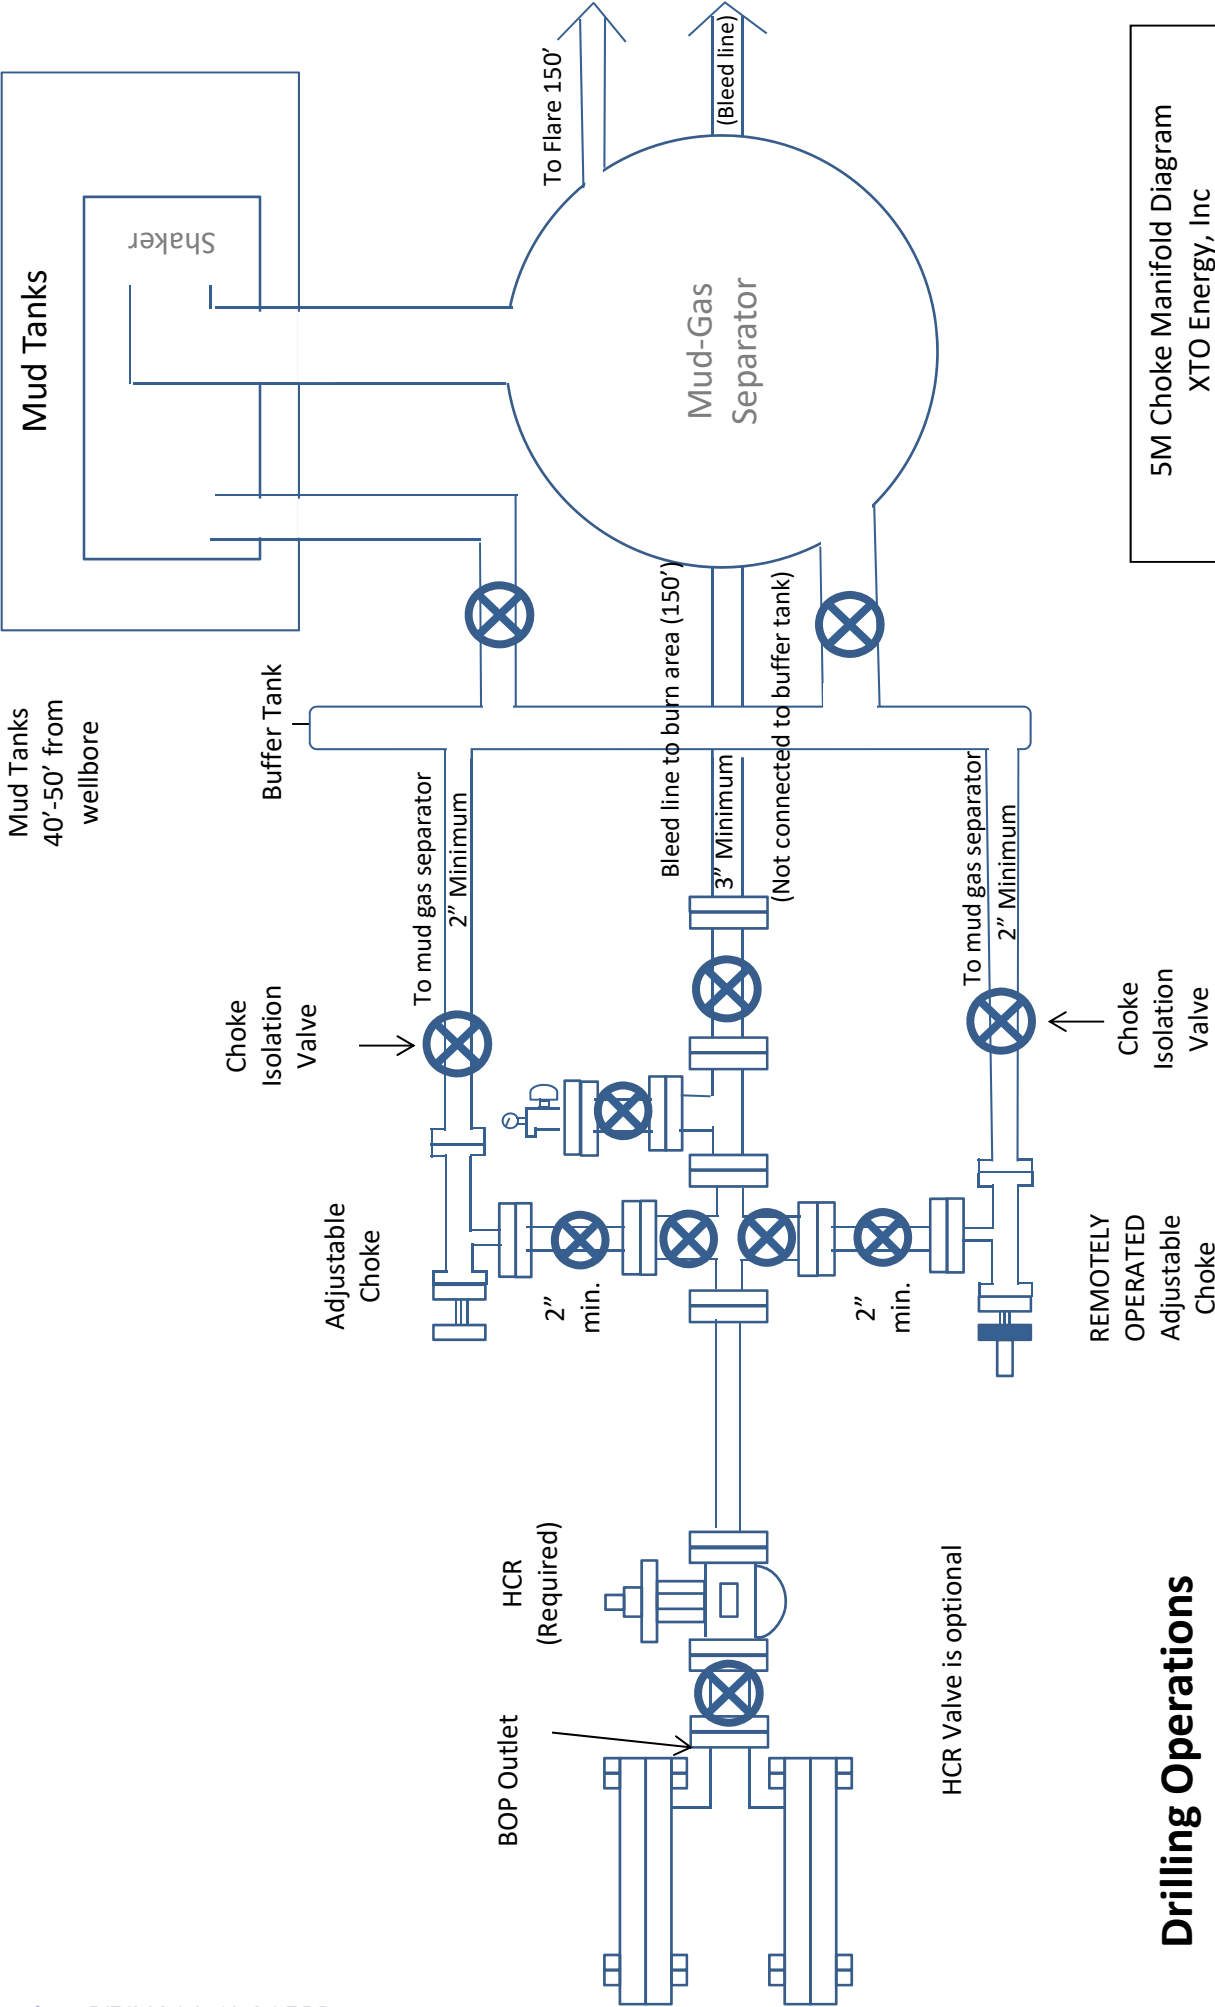 Mud Tanks
40’-50’ from
wellbore
Mud Tanks
Shaker
Buffer Tank
Choke
Isolation
Valve
Adjustable
Choke
To mud gas separator
2” Minimum
To Flare 150’
(Bleed line)
Mud-Gas
Separator
HCR
(Required)
BOP Outlet
2”
min.
Bleed line to burn area (150’)
3” Minimum
(Not connected to buffer tank)
2”
min.
To mud gas separator
2” Minimum
HCR Valve is optional
REMOTELY
OPERATED
Adjustable
Choke
Choke
Isolation
Valve
Drilling Operations
5M Choke Manifold Diagram
XTO Energy, Inc